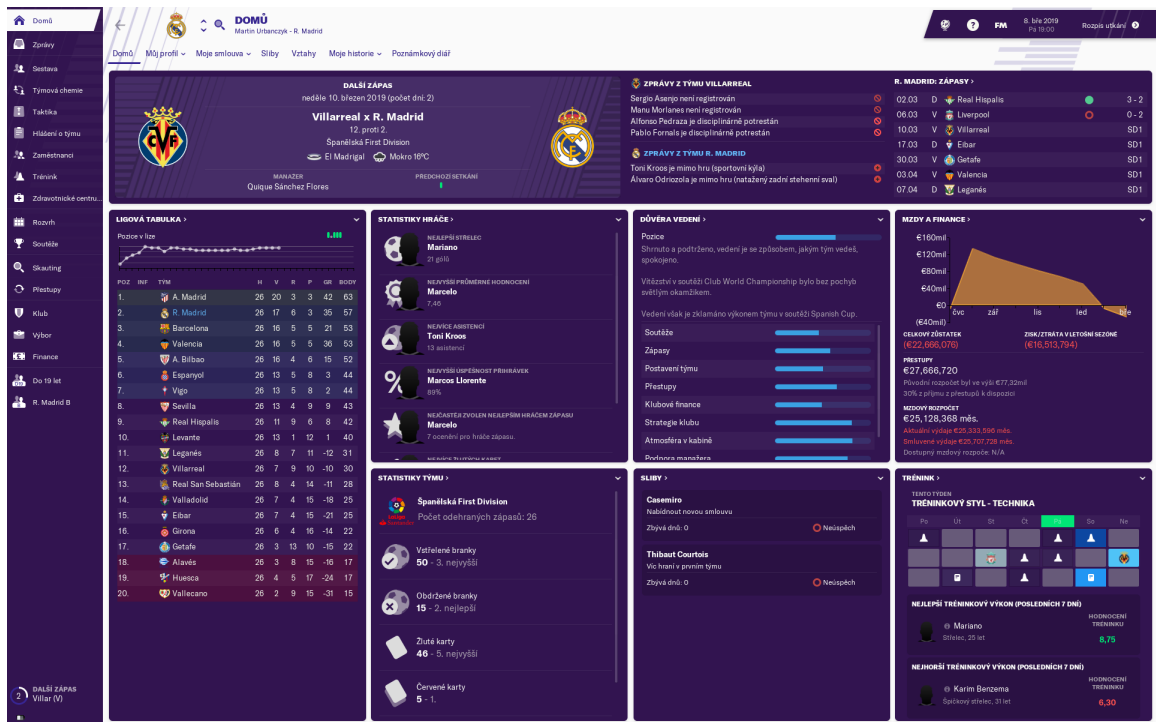 Domů
Zprávy
Sestava
Týmová chemie
Taktika
Hlášení o týmu
Zaměstnanci
Trénink
Zdravotnické centru...
Rozvrh
Soutěže
Skauting
Přestupy
Klub
Výbor
Finance
Do 19 let
R. Madrid B
2
DALŠÍ ZÁPAS
Villar (V)
DOMŮ
Martin Urbanczyk - R. Madrid
FM
8. bře 2019
Pá 19:00
Rozpis utkání
Domů Můj profil Moje smlouva Sliby Vztahy Moje historie Poznámkový diář
DALŠÍ ZÁPAS
neděle 10. březen 2019 (počet dní: 2)
Villarreal x R. Madrid
12. proti 2.
Španělská First Division
El Madrigal Mokro 16°C
MANAŽER
Quique Sánchez Flores
PŘEDCHOZÍ SETKÁNÍ
ZPRÁVY Z TÝMU VILLARREAL
Sergio Asenjo není registrován
Manu Morlanes není registrován
Alfonso Pedraza je disciplinárně potrestán
Pablo Fornals je disciplinárně potrestán
ZPRÁVY Z TÝMU R. MADRID
Toni Kroos je mimo hru (sportovní kýla)
Álvaro Odriozola je mimo hru (natažený zadní stehenní sval)
R. MADRID: ZÁPASY
02.03 D Real Hispalis 3 - 2
06.03 V Liverpool 0 - 2
10.03 V Villarreal SD1
17.03 D Eibar SD1
30.03 V Getafe SD1
03.04 V Valencia SD1
07.04 D Leganés SD1
LIGOVÁ TABULKA
Pozice v lize
POZ INF TÝM H V R P GR BODY
1. A. Madrid 26 20 3 3 42 63
2. R. Madrid 26 17 6 3 35 57
3. Barcelona 26 16 5 5 21 53
4. Valencia 26 16 5 5 36 53
5. A. Bilbao 26 16 4 6 15 52
6. Espanyol 26 13 5 8 3 44
7. Vigo 26 13 5 8 2 44
8. Sevilla 26 13 4 9 9 43
9. Real Hispalis 26 11 9 6 8 42
10. Levante 26 13 1 12 1 40
11. Leganés 26 8 7 11 -12 31
12. Villarreal 26 7 9 10 -10 30
13. Real San Sebastián 26 8 4 14 -11 28
14. Valladolid 26 7 4 15 -18 25
15. Eibar 26 7 4 15 -21 25
16. Girona 26 6 4 16 -14 22
17. Getafe 26 3 13 10 -15 22
18. Alavés 26 3 8 15 -16 17
19. Huesca 26 4 5 17 -24 17
20. Vallecano 26 2 9 15 -31 15
STATISTIKY HRÁČE
NEJLEPŠÍ STŘELEC
Mariano
21 gólů
NEJVYŠŠÍ PRŮMĚRNÉ HODNOCENÍ
Marcelo
7,46
NEJVÍCE ASISTENCÍ
Toni Kroos
13 asistencí
NEJVYŠŠÍ ÚSPĚŠNOST PŘIHRÁVEK
Marcos Llorente
89%
NEJČASTĚJI ZVOLEN NEJLEPŠÍM HRÁČEM ZÁPASU
Marcelo
7 ocenění pro hráče zápasu.
NEJVÍCE ŽLUTÝCH KARET
DŮVĚRA VEDENÍ
Pozice
Shrnuto a podtrženo, vedení je se způsobem, jakým tým vedeš,
spokojeno.
Vítězství v soutěži Club World Championship bylo bez pochyb
světlým okamžikem.
Vedení však je zklamáno výkonem týmu v soutěži Spanish Cup.
Soutěže
Zápasy
Postavení týmu
Přestupy
Klubové finance
Strategie klubu
Atmosféra v kabině
Podpora manažera
MZDY A FINANCE
€160mil
€120mil
€80mil
€40mil
€0
(€40mil)
čvc zář lis led bře
CELKOVÝ ZŮSTATEK
(€22,666,076)
ZISK/ZTRÁTA V LETOŠNÍ SEZÓNĚ
(€16,513,794)
PŘESTUPY
€27,666,720
Původní rozpočet byl ve výši €77,32mil
30% z příjmu z přestupů k dispozici
MZDOVÝ ROZPOČET
€25,128,368 měs.
Aktuální výdaje €25,333,596 měs.
Smluvené výdaje €25,707,728 měs.
Dostupný mzdový rozpoče: N/A
STATISTIKY TÝMU
Španělská First Division
Počet odehraných zápasů: 26
Vstřelené branky
50 - 3. nejvyšší
Obdržené branky
15 - 2. nejlepší
Žluté karty
46 - 5. nejvyšší
Červené karty
5 - 1.
SLIBY
Casemiro
Nabídnout novou smlouvu
Zbývá dnů: 0 Neúspěch
Thibaut Courtois
Víc hraní v prvním týmu
Zbývá dnů: 0 Neúspěch
TRÉNINK
TENTO TÝDEN
TRÉNINKOVÝ STYL - TECHNIKA
Po Út St Čt Pá So Ne
NEJLEPŠÍ TRÉNINKOVÝ VÝKON (POSLEDNÍCH 7 DNÍ)
HODNOCENÍ
TRÉNINKU
Mariano
Střelec, 25 let
8,75
NEJHORŠÍ TRÉNINKOVÝ VÝKON (POSLEDNÍCH 7 DNÍ)
HODNOCENÍ
TRÉNINKU
Karim Benzema
Špičkový střelec, 31 let
6,30